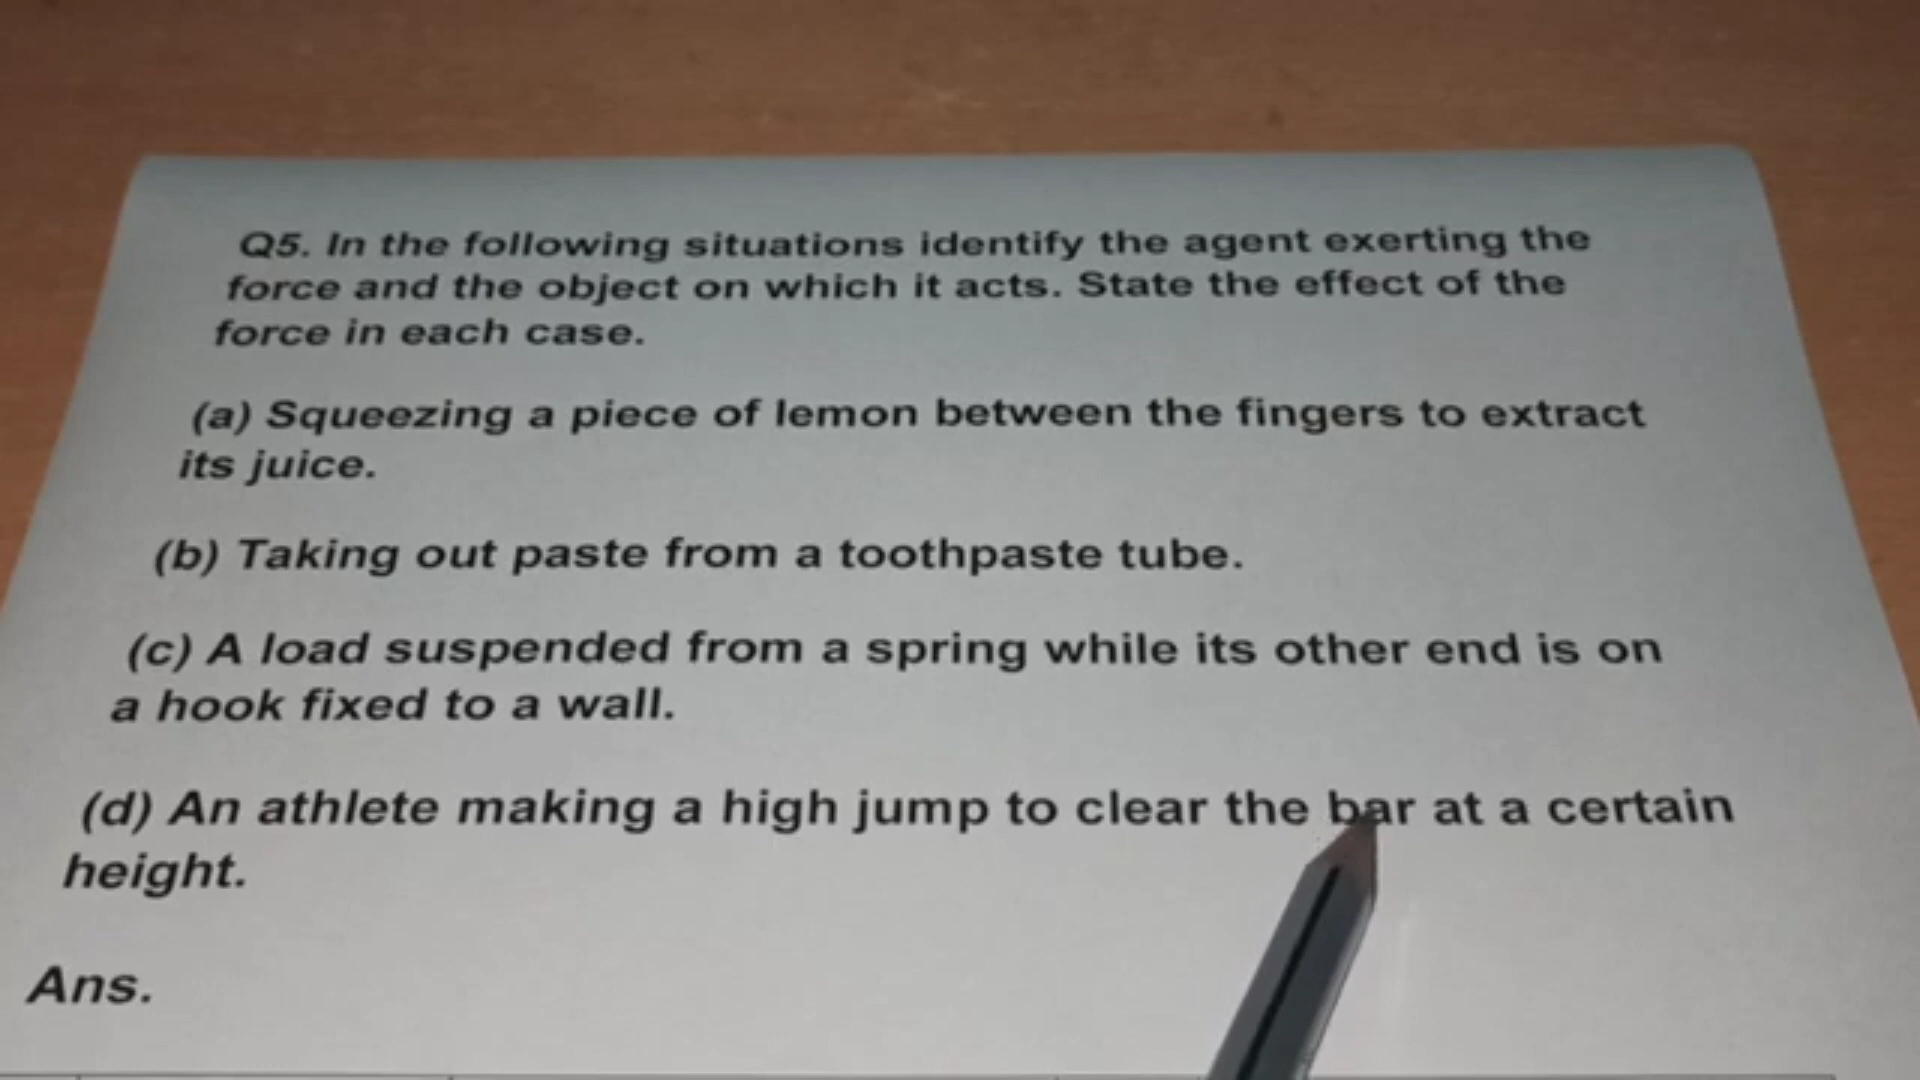 Q5. In the following situations identify the agent exerting the
force and the object on which it acts. State the effect of the
force in each case.
(a) Squeezing a piece of lemon between the fingers to extract
its juice.
(b) Taking out paste from a toothpaste tube.
(c) A load suspended from a spring while its other end is on
a hook fixed to a wall.
(d) An athlete making a high jump to clear the bar at a certain
height.
Ans.